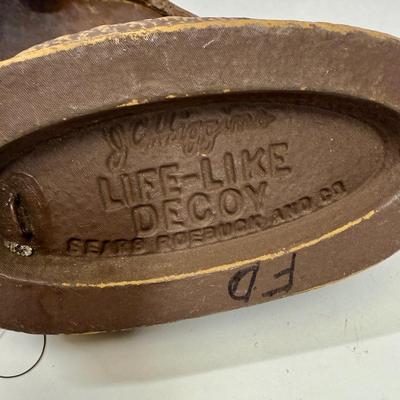 J.C. Higgins
LIFE-LIKE
DECOY
SEARS ROEBUCK AND CO
FD